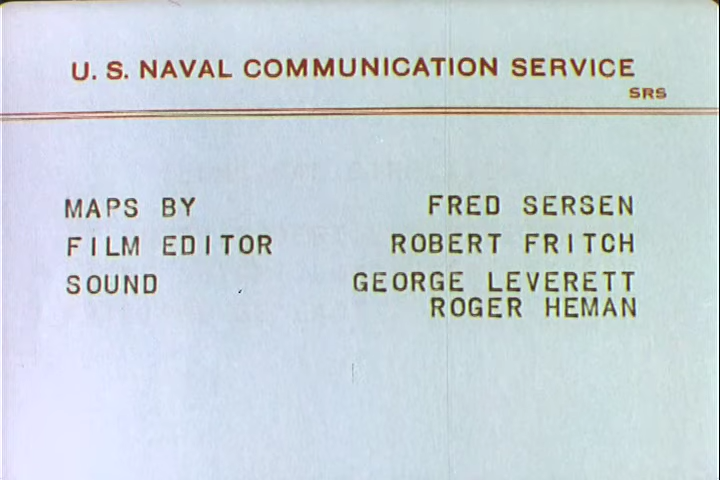 U. S. NAVAL COMMUNICATION SERVICE
SRS
MAPS BY FRED SERSEN
FILM EDITOR ROBERT FRITCH
SOUND GEORGE LEVERETT
ROGER HEMAN